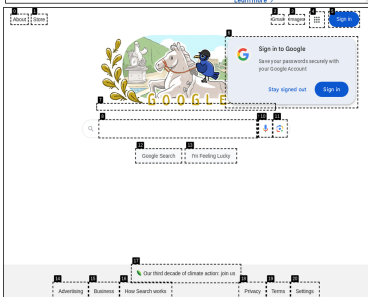 Learn more
About Store
Gmail Images Sign in
Sign in to Google
Save your passwords securely with
your Google Account
Stay signed out Sign in
GOOGLE
Google Search I'm Feeling Lucky
Our third decade of climate action: join us
Advertising Business How Search works Privacy Terms Settings